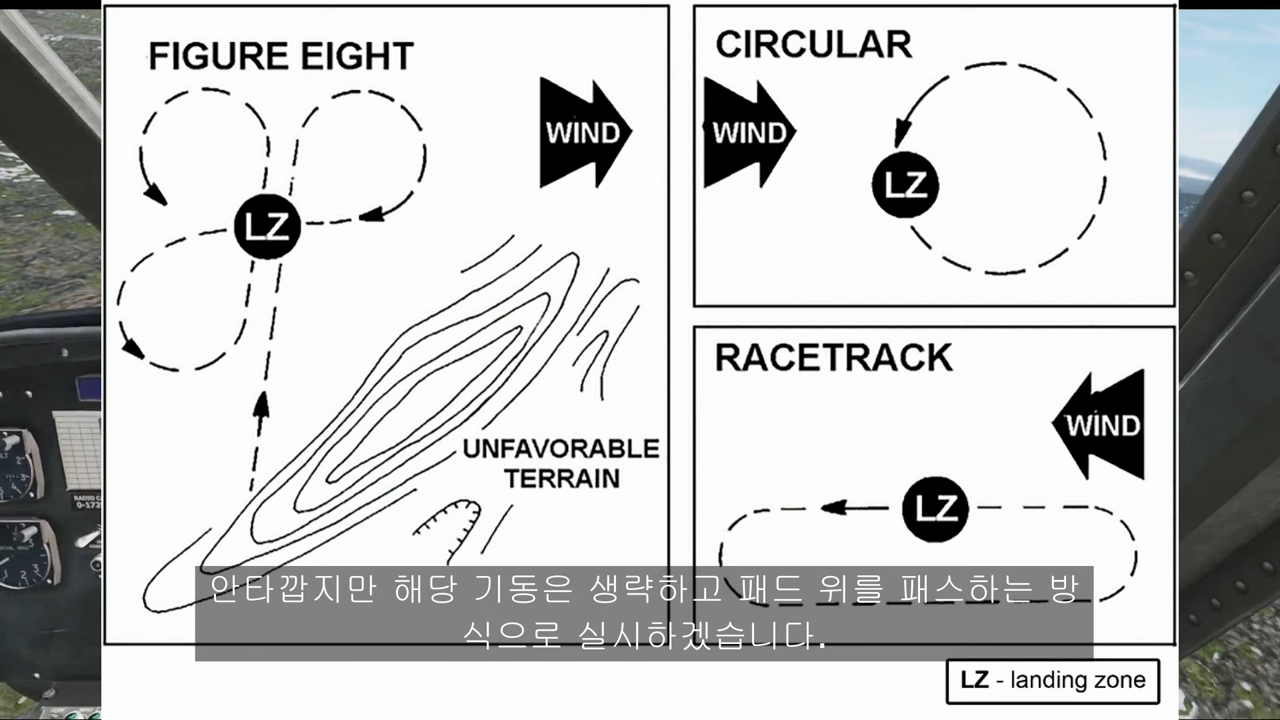 FIGURE EIGHT
WIND
LZ
UNFAVORABLE
TERRAIN
CIRCULAR
WIND
LZ
RACETRACK
WIND
LZ
안타깝지만 해당 기동은 생략하고 패드 위를 패스하는 방
식으로 실시하겠습니다.
LZ - landing zone